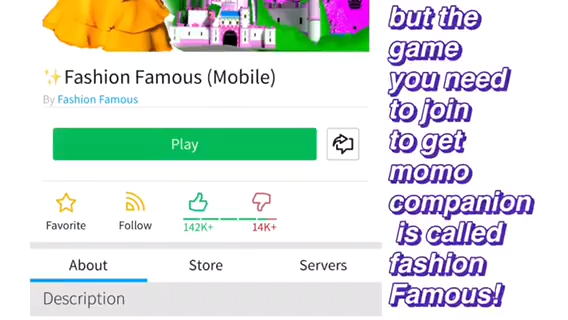 ✨Fashion Famous (Mobile)
By Fashion Famous
Play
Favorite
Follow
142K+
14K+
About
Store
Servers
Description
but the
game
you need
to join
to get
momo
companion
is called
fashion
Famous!